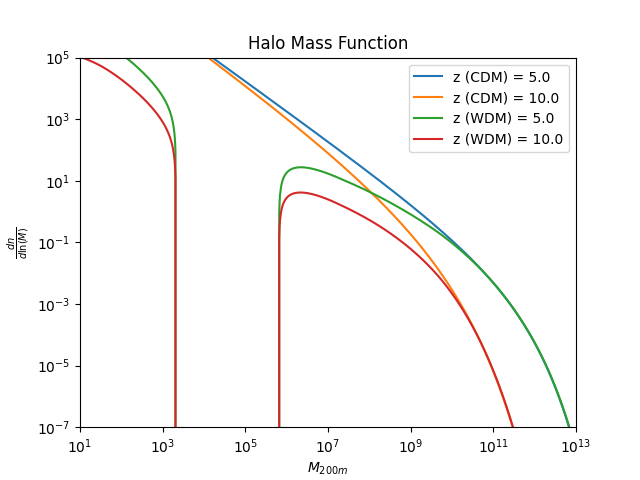 Halo Mass Function
z (CDM) = 5.0
z (CDM) = 10.0
z (WDM) = 5.0
z (WDM) = 10.0
10^5
10^3
10^1
10^−1
10^−3
10^−5
10^−7
dn/dln(M)
10^1 10^3 10^5 10^7 10^9 10^11 10^13
M_200m